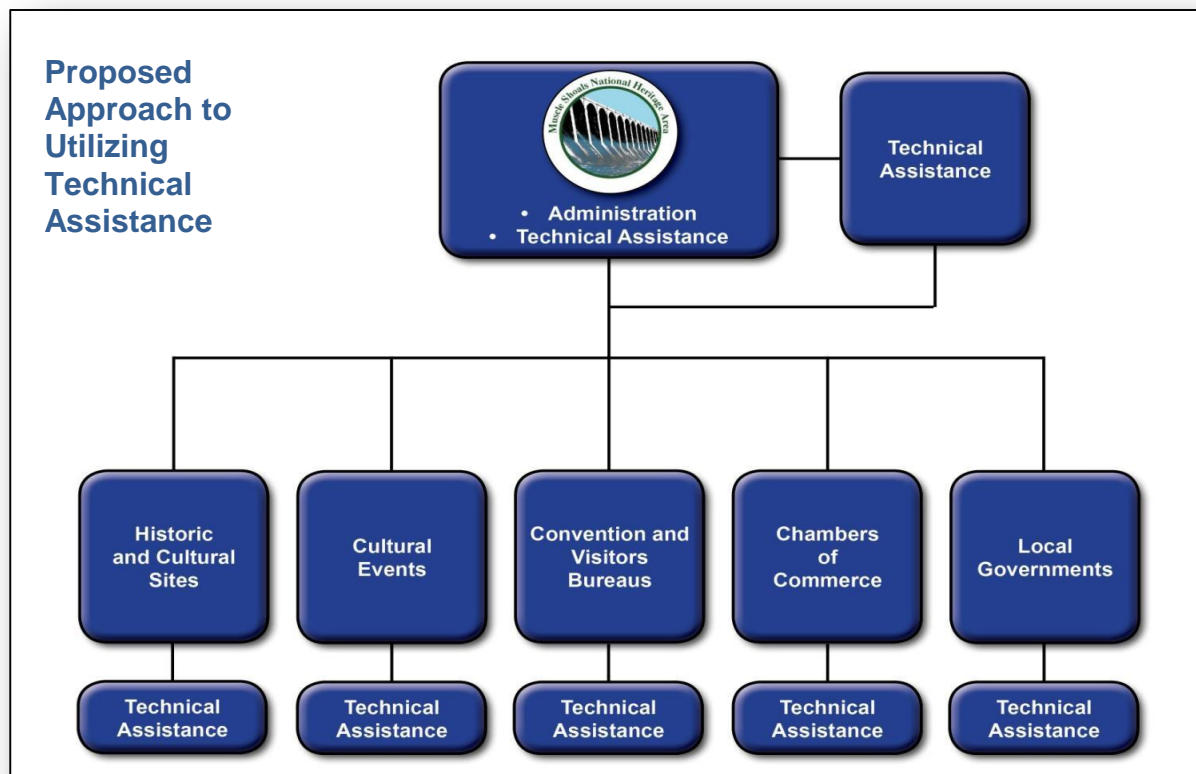 Proposed
Approach to
Utilizing
Technical
Assistance
Muscle Shoals National Heritage Area
• Administration
• Technical Assistance
Technical
Assistance
Historic
and Cultural
Sites
Cultural
Events
Convention and
Visitors
Bureaus
Chambers
of
Commerce
Local
Governments
Technical
Assistance
Technical
Assistance
Technical
Assistance
Technical
Assistance
Technical
Assistance